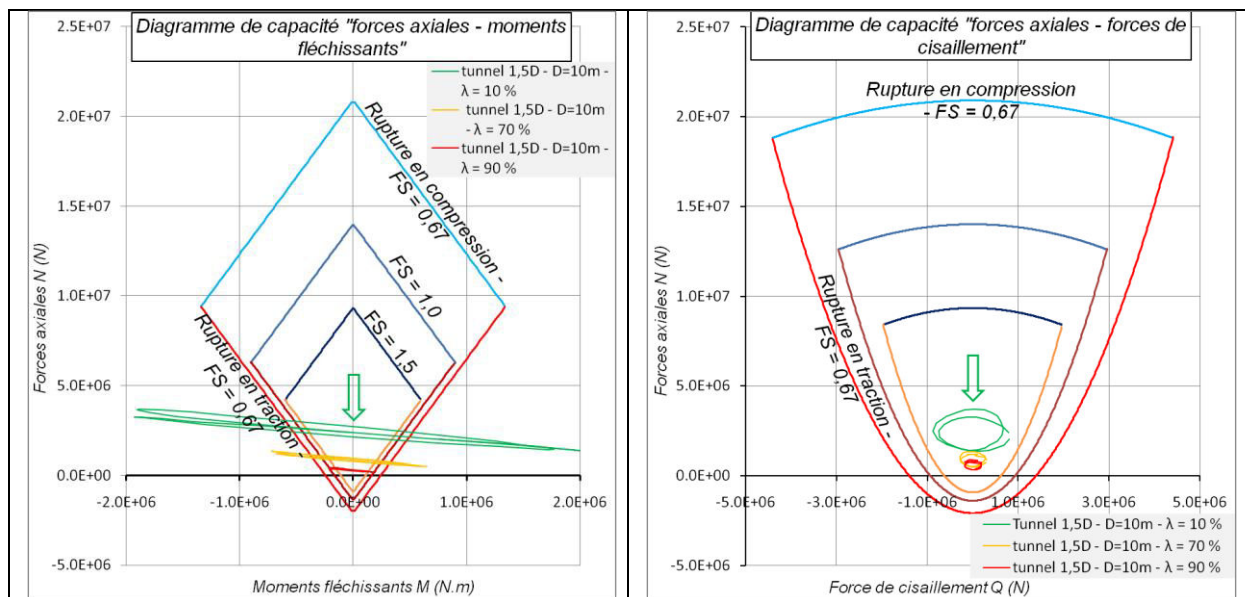 Diagramme de capacité "forces axiales - moments
fléchissants"
tunnel 1,5D - D=10m -
λ = 10 %
tunnel 1,5D - D=10m
- λ = 70 %
tunnel 1,5D - D=10m -
λ = 90 %
2.5E+07
2.0E+07
1.5E+07
1.0E+07
5.0E+06
0.0E+00
-5.0E+06
Forces axiales N (N)
Rupture en compression -
FS = 0,67
FS = 1,0
FS = 1,5
Rupture en traction -
FS = 0,67
-2.0E+06
-1.0E+06
0.0E+00
1.0E+06
2.0E+06
Moments fléchissants M (N.m)
Diagramme de capacité "forces axiales - forces de
cisaillement"
2.5E+07
2.0E+07
1.5E+07
1.0E+07
5.0E+06
0.0E+00
-5.0E+06
Forces axiales N (N)
Rupture en compression
- FS = 0,67
Rupture en traction -
FS = 0,67
-5.0E+06
-3.0E+06
-1.0E+06
1.0E+06
3.0E+06
5.0E+06
Tunnel 1,5D - D=10m - λ = 10 %
tunnel 1,5D - D=10m - λ = 70 %
tunnel 1,5D - D=10m - λ = 90 %
Force de cisaillement Q (N)